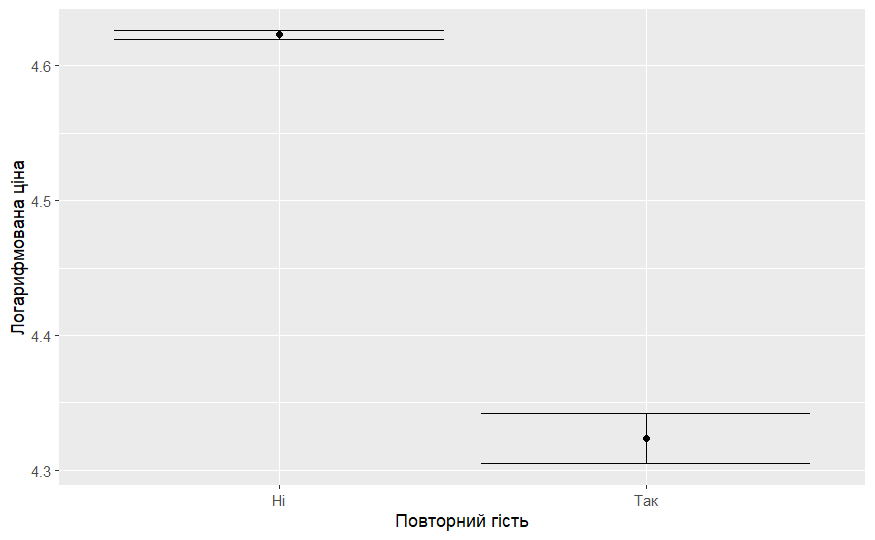 Логарифмована ціна
4.6
4.5
4.4
4.3
Ні
Так
Повторний гість